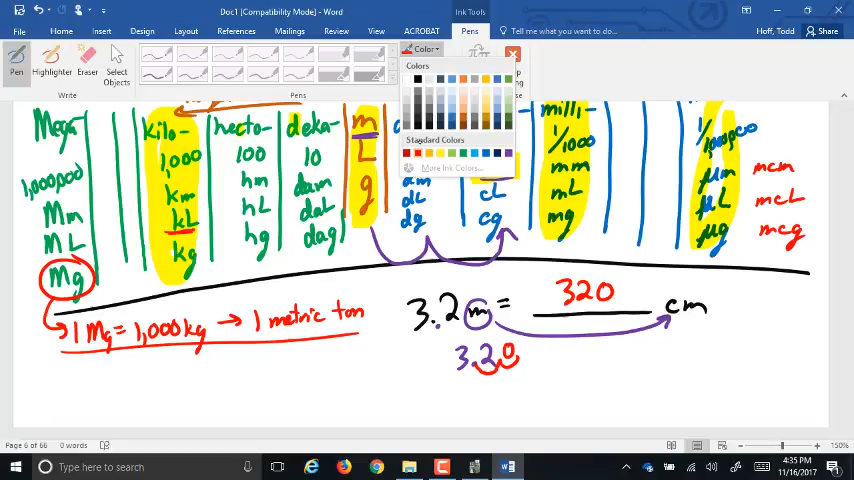 Doc1 [Compatibility Mode] - Word
Ink Tools
Hoff, Todd
File Home Insert Draw Design Layout References Mailings Review View ACROBAT Pens
Tell me what you want to do...
Share
Pen Highlighter Eraser Select Objects
Write
Pens
Color
Colors
Standard Colors
More Ink Colors...
Mega kilo- hecto- deka- m milli-
1,000,000 1,000 100 10 L 1/1000 1/1,000,000
Mm km hm dam g dm mm µm mcm
ML kL hL daL dL cL mL µL mcL
Mg kg hg dag dg cg mg µg mcg
3.2 m = 320 cm
1 Mg = 1,000 kg → 1 metric ton
3.20
Page 6 of 66 0 words
150%
Type here to search
4:35 PM
11/16/2017